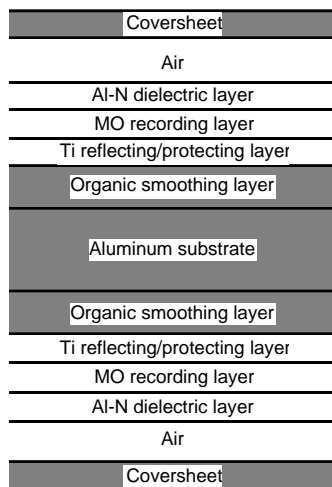 Coversheet
Air
Al-N dielectric layer
MO recording layer
Ti reflecting/protecting layer
Organic smoothing layer
Aluminum substrate
Organic smoothing layer
Ti reflecting/protecting layer
MO recording layer
Al-N dielectric layer
Air
Coversheet